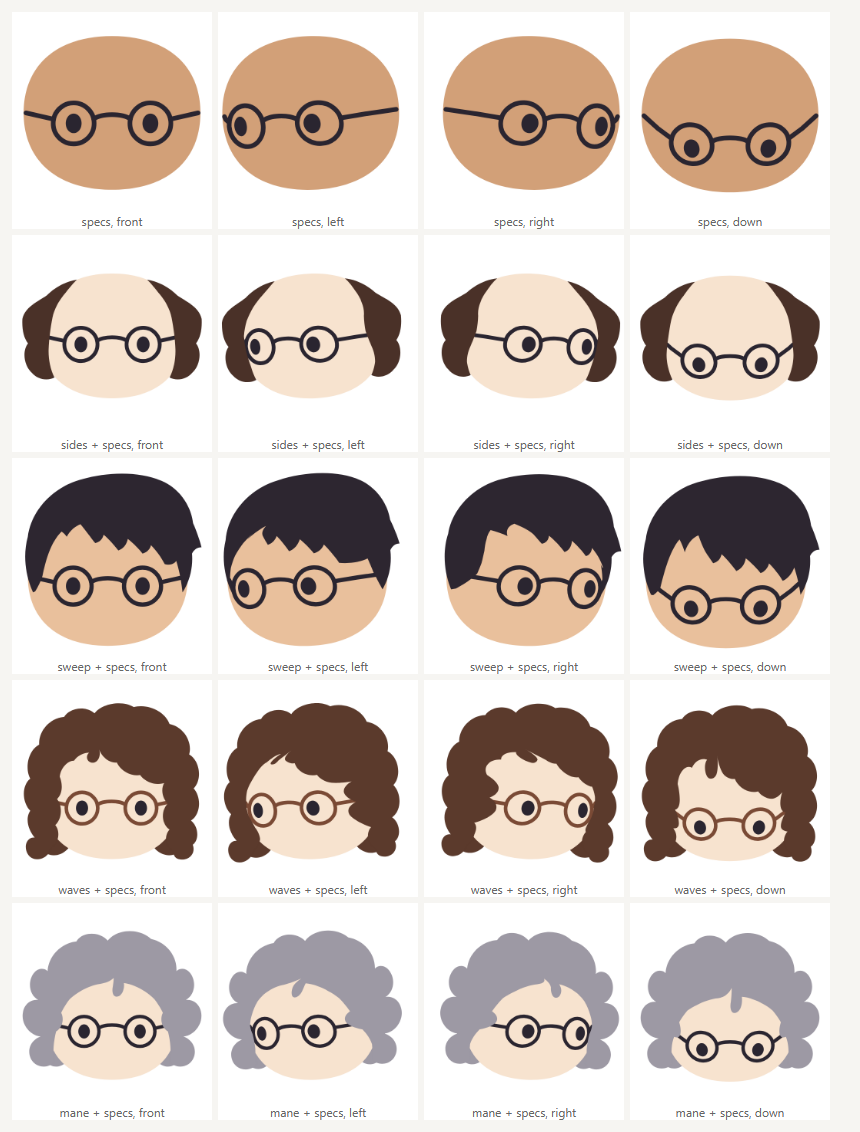 specs, front
specs, left
specs, right
specs, down
sides + specs, front
sides + specs, left
sides + specs, right
sides + specs, down
sweep + specs, front
sweep + specs, left
sweep + specs, right
sweep + specs, down
waves + specs, front
waves + specs, left
waves + specs, right
waves + specs, down
mane + specs, front
mane + specs, left
mane + specs, right
mane + specs, down